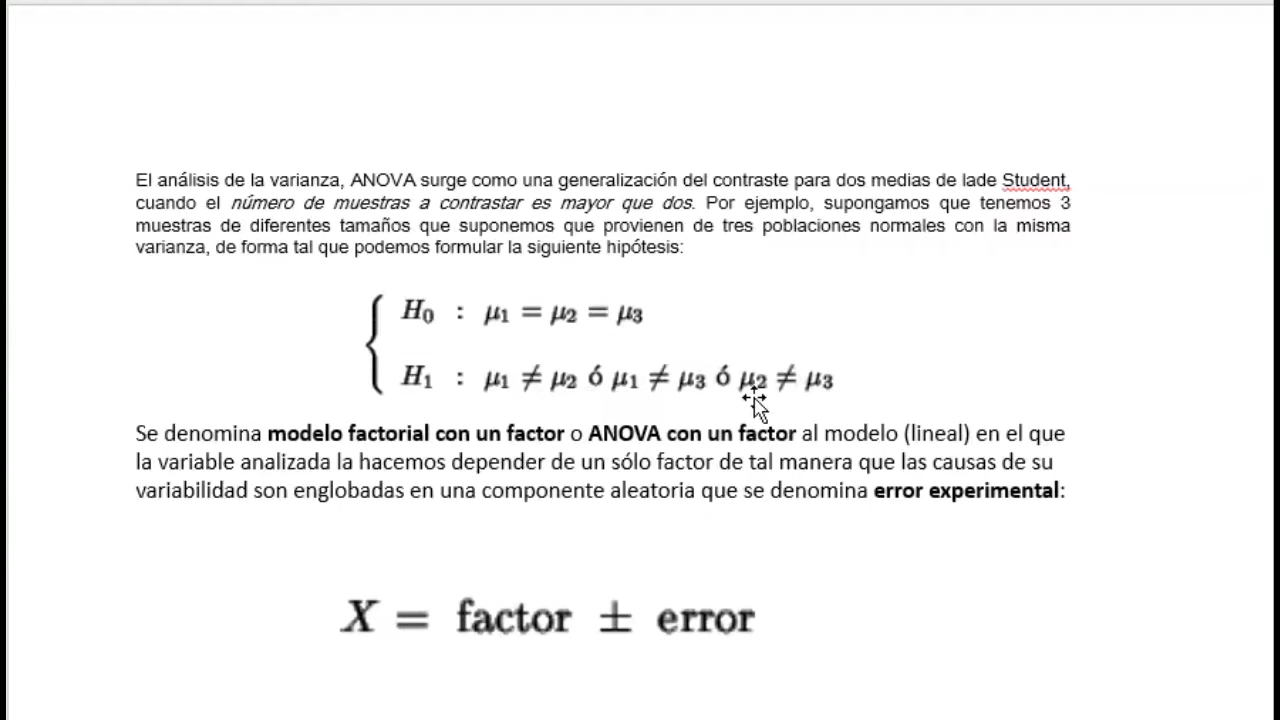 El análisis de la varianza, ANOVA surge como una generalización del contraste para dos medias de lade Student,
cuando el número de muestras a contrastar es mayor que dos. Por ejemplo, supongamos que tenemos 3
muestras de diferentes tamaños que suponemos que provienen de tres poblaciones normales con la misma
varianza, de forma tal que podemos formular la siguiente hipótesis:
H₀ : μ₁ = μ₂ = μ₃
H₁ : μ₁ ≠ μ₂ ó μ₁ ≠ μ₃ ó μ₂ ≠ μ₃
Se denomina modelo factorial con un factor o ANOVA con un factor al modelo (lineal) en el que
la variable analizada la hacemos depender de un sólo factor de tal manera que las causas de su
variabilidad son englobadas en una componente aleatoria que se denomina error experimental:
X = factor ± error